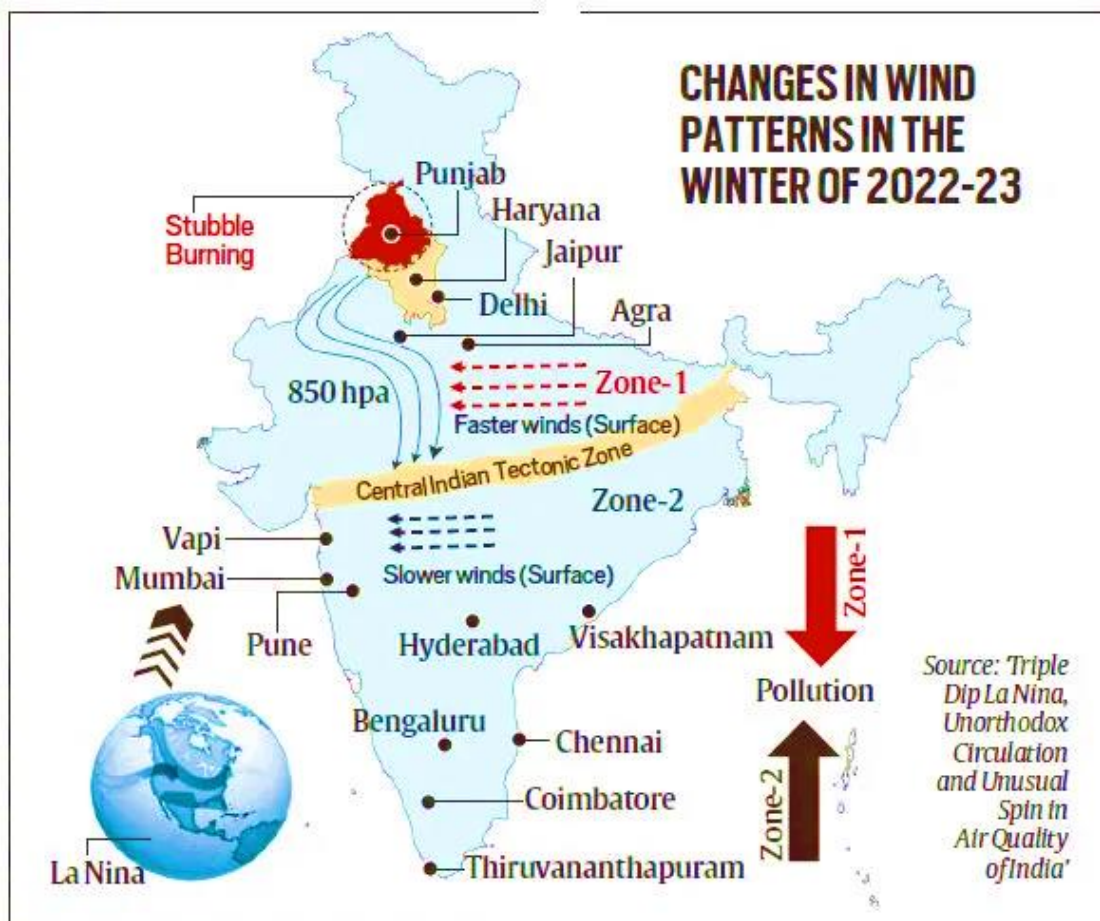 CHANGES IN WIND
PATTERNS IN THE
WINTER OF 2022-23
Punjab
Stubble
Burning
Haryana
Jaipur
Delhi
Agra
850 hpa
Zone-1
Faster winds (Surface)
Central Indian Tectonic Zone
Zone-2
Vapi
Slower winds (Surface)
Mumbai
Pune
Hyderabad
Visakhapatnam
Zone-1
Pollution
Zone-2
Bengaluru
Chennai
Coimbatore
La Nina
Thiruvananthapuram
Source: 'Triple
Dip La Nina,
Unorthodox
Circulation
and Unusual
Spin in
Air Quality
of India'